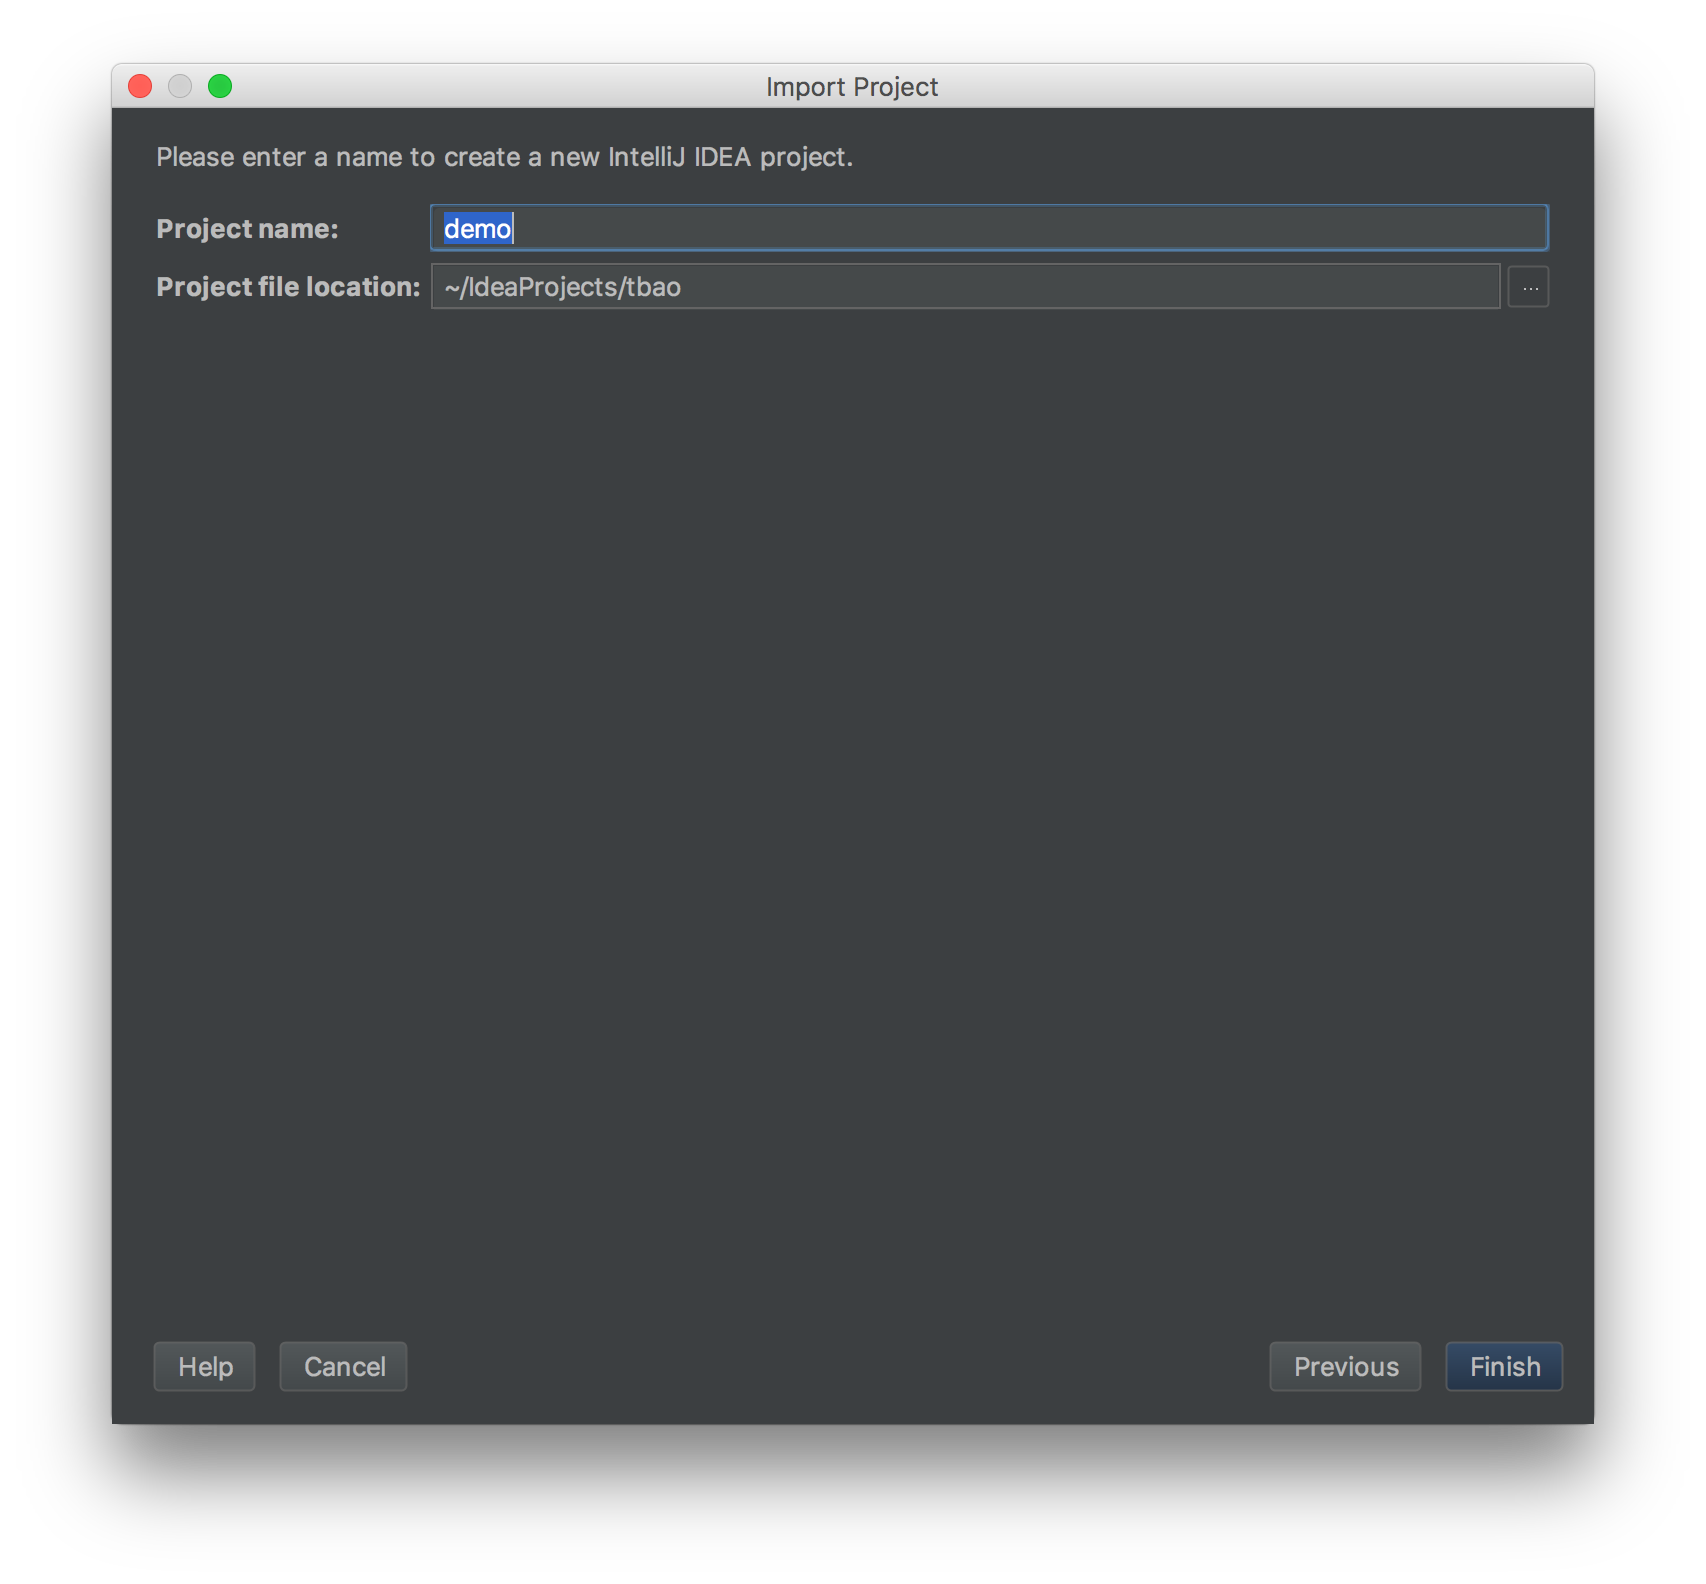 Import Project
Please enter a name to create a new IntelliJ IDEA project.
Project name: demo
Project file location: ~/IdeaProjects/tbao ...
Help Cancel Previous Finish